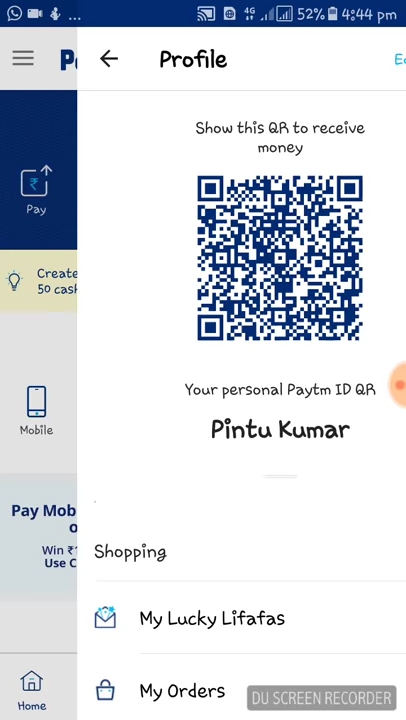 52% 4:44 pm
Profile
Show this QR to receive
money
Pay
Create
50 cash
Your personal Paytm ID QR
Pintu Kumar
Mobile
Pay Mob
Win ₹1
Use C
Shopping
My Lucky Lifafas
My Orders
Home
DU SCREEN RECORDER